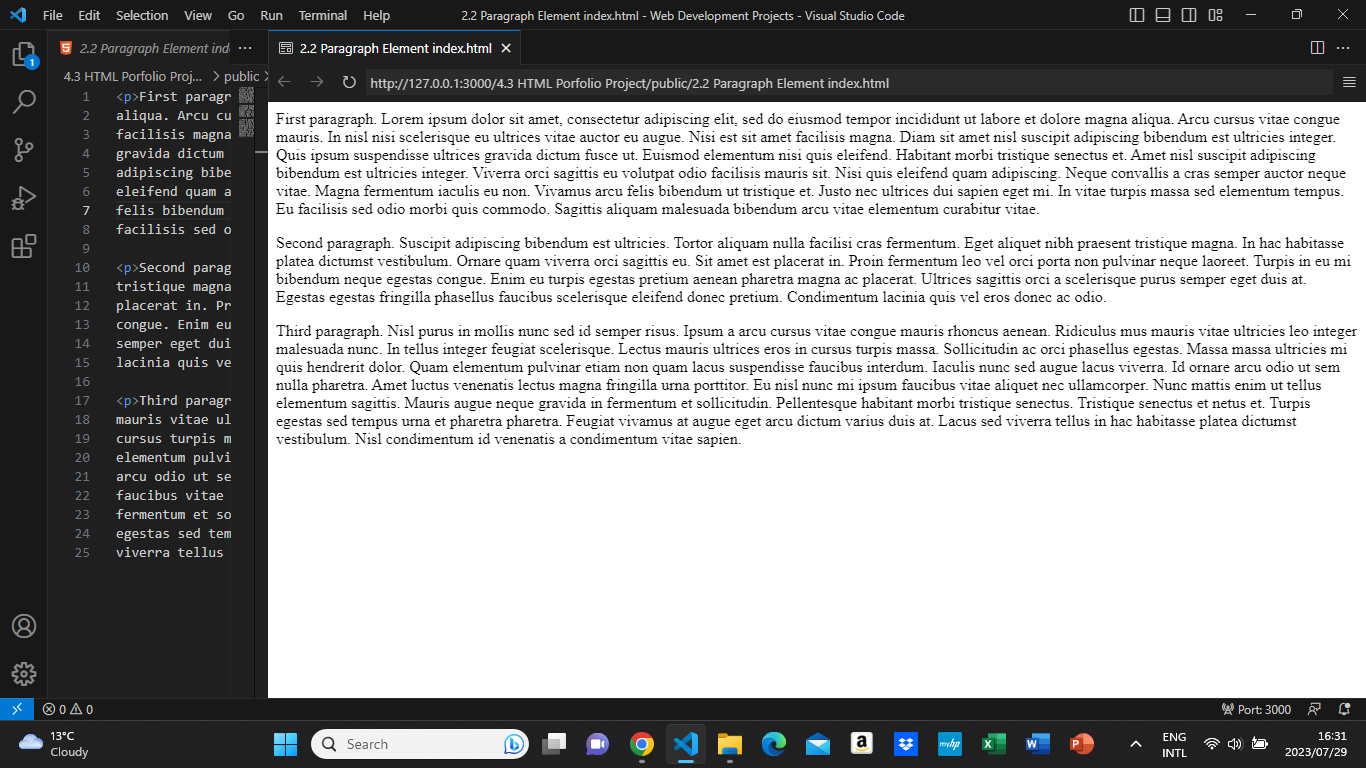 File Edit Selection View Go Run Terminal Help 2.2 Paragraph Element index.html - Web Development Projects - Visual Studio Code
2.2 Paragraph Element ind ···
2.2 Paragraph Element index.html
4.3 HTML Porfolio Proj... > public >
http://127.0.0.1:3000/4.3 HTML Porfolio Project/public/2.2 Paragraph Element index.html
1
1 <p>First paragr
2 aliqua. Arcu cu
3 facilisis magna
4 gravida dictum
5 adipiscing bibe
6 eleifend quam a
7 felis bibendum
8 facilisis sed o
9
10 <p>Second parag
11 tristique magna
12 placerat in. Pr
13 congue. Enim eu
14 semper eget dui
15 lacinia quis ve
16
17 <p>Third paragr
18 mauris vitae ul
19 cursus turpis m
20 elementum pulvi
21 arcu odio ut se
22 faucibus vitae
23 fermentum et so
24 egestas sed tem
25 viverra tellus
First paragraph. Lorem ipsum dolor sit amet, consectetur adipiscing elit, sed do eiusmod tempor incididunt ut labore et dolore magna aliqua. Arcu cursus vitae congue
mauris. In nisl nisi scelerisque eu ultrices vitae auctor eu augue. Nisi est sit amet facilisis magna. Diam sit amet nisl suscipit adipiscing bibendum est ultricies integer.
Quis ipsum suspendisse ultrices gravida dictum fusce ut. Euismod elementum nisi quis eleifend. Habitant morbi tristique senectus et. Amet nisl suscipit adipiscing
bibendum est ultricies integer. Viverra orci sagittis eu volutpat odio facilisis mauris sit. Nisi quis eleifend quam adipiscing. Neque convallis a cras semper auctor neque
vitae. Magna fermentum iaculis eu non. Vivamus arcu felis bibendum ut tristique et. Justo nec ultrices dui sapien eget mi. In vitae turpis massa sed elementum tempus.
Eu facilisis sed odio morbi quis commodo. Sagittis aliquam malesuada bibendum arcu vitae elementum curabitur vitae.
Second paragraph. Suscipit adipiscing bibendum est ultricies. Tortor aliquam nulla facilisi cras fermentum. Eget aliquet nibh praesent tristique magna. In hac habitasse
platea dictumst vestibulum. Ornare quam viverra orci sagittis eu. Sit amet est placerat in. Proin fermentum leo vel orci porta non pulvinar neque laoreet. Turpis in eu mi
bibendum neque egestas congue. Enim eu turpis egestas pretium aenean pharetra magna ac placerat. Ultrices sagittis orci a scelerisque purus semper eget duis at.
Egestas egestas fringilla phasellus faucibus scelerisque eleifend donec pretium. Condimentum lacinia quis vel eros donec ac odio.
Third paragraph. Nisl purus in mollis nunc sed id semper risus. Ipsum a arcu cursus vitae congue mauris rhoncus aenean. Ridiculus mus mauris vitae ultricies leo integer
malesuada nunc. In tellus integer feugiat scelerisque. Lectus mauris ultrices eros in cursus turpis massa. Sollicitudin ac orci phasellus egestas. Massa massa ultricies mi
quis hendrerit dolor. Quam elementum pulvinar etiam non quam lacus suspendisse faucibus interdum. Iaculis nunc sed augue lacus viverra. Id ornare arcu odio ut sem
nulla pharetra. Amet luctus venenatis lectus magna fringilla urna porttitor. Eu nisl nunc mi ipsum faucibus vitae aliquet nec ullamcorper. Nunc mattis enim ut tellus
elementum sagittis. Mauris augue neque gravida in fermentum et sollicitudin. Pellentesque habitant morbi tristique senectus. Tristique senectus et netus et. Turpis
egestas sed tempus urna et pharetra pharetra. Feugiat vivamus at augue eget arcu dictum varius duis at. Lacus sed viverra tellus in hac habitasse platea dictumst
vestibulum. Nisl condimentum id venenatis a condimentum vitae sapien.
0 0 Port: 3000
13°C
Cloudy
Search
a
myhp
X
W
P
ENG
INTL
16:31
2023/07/29